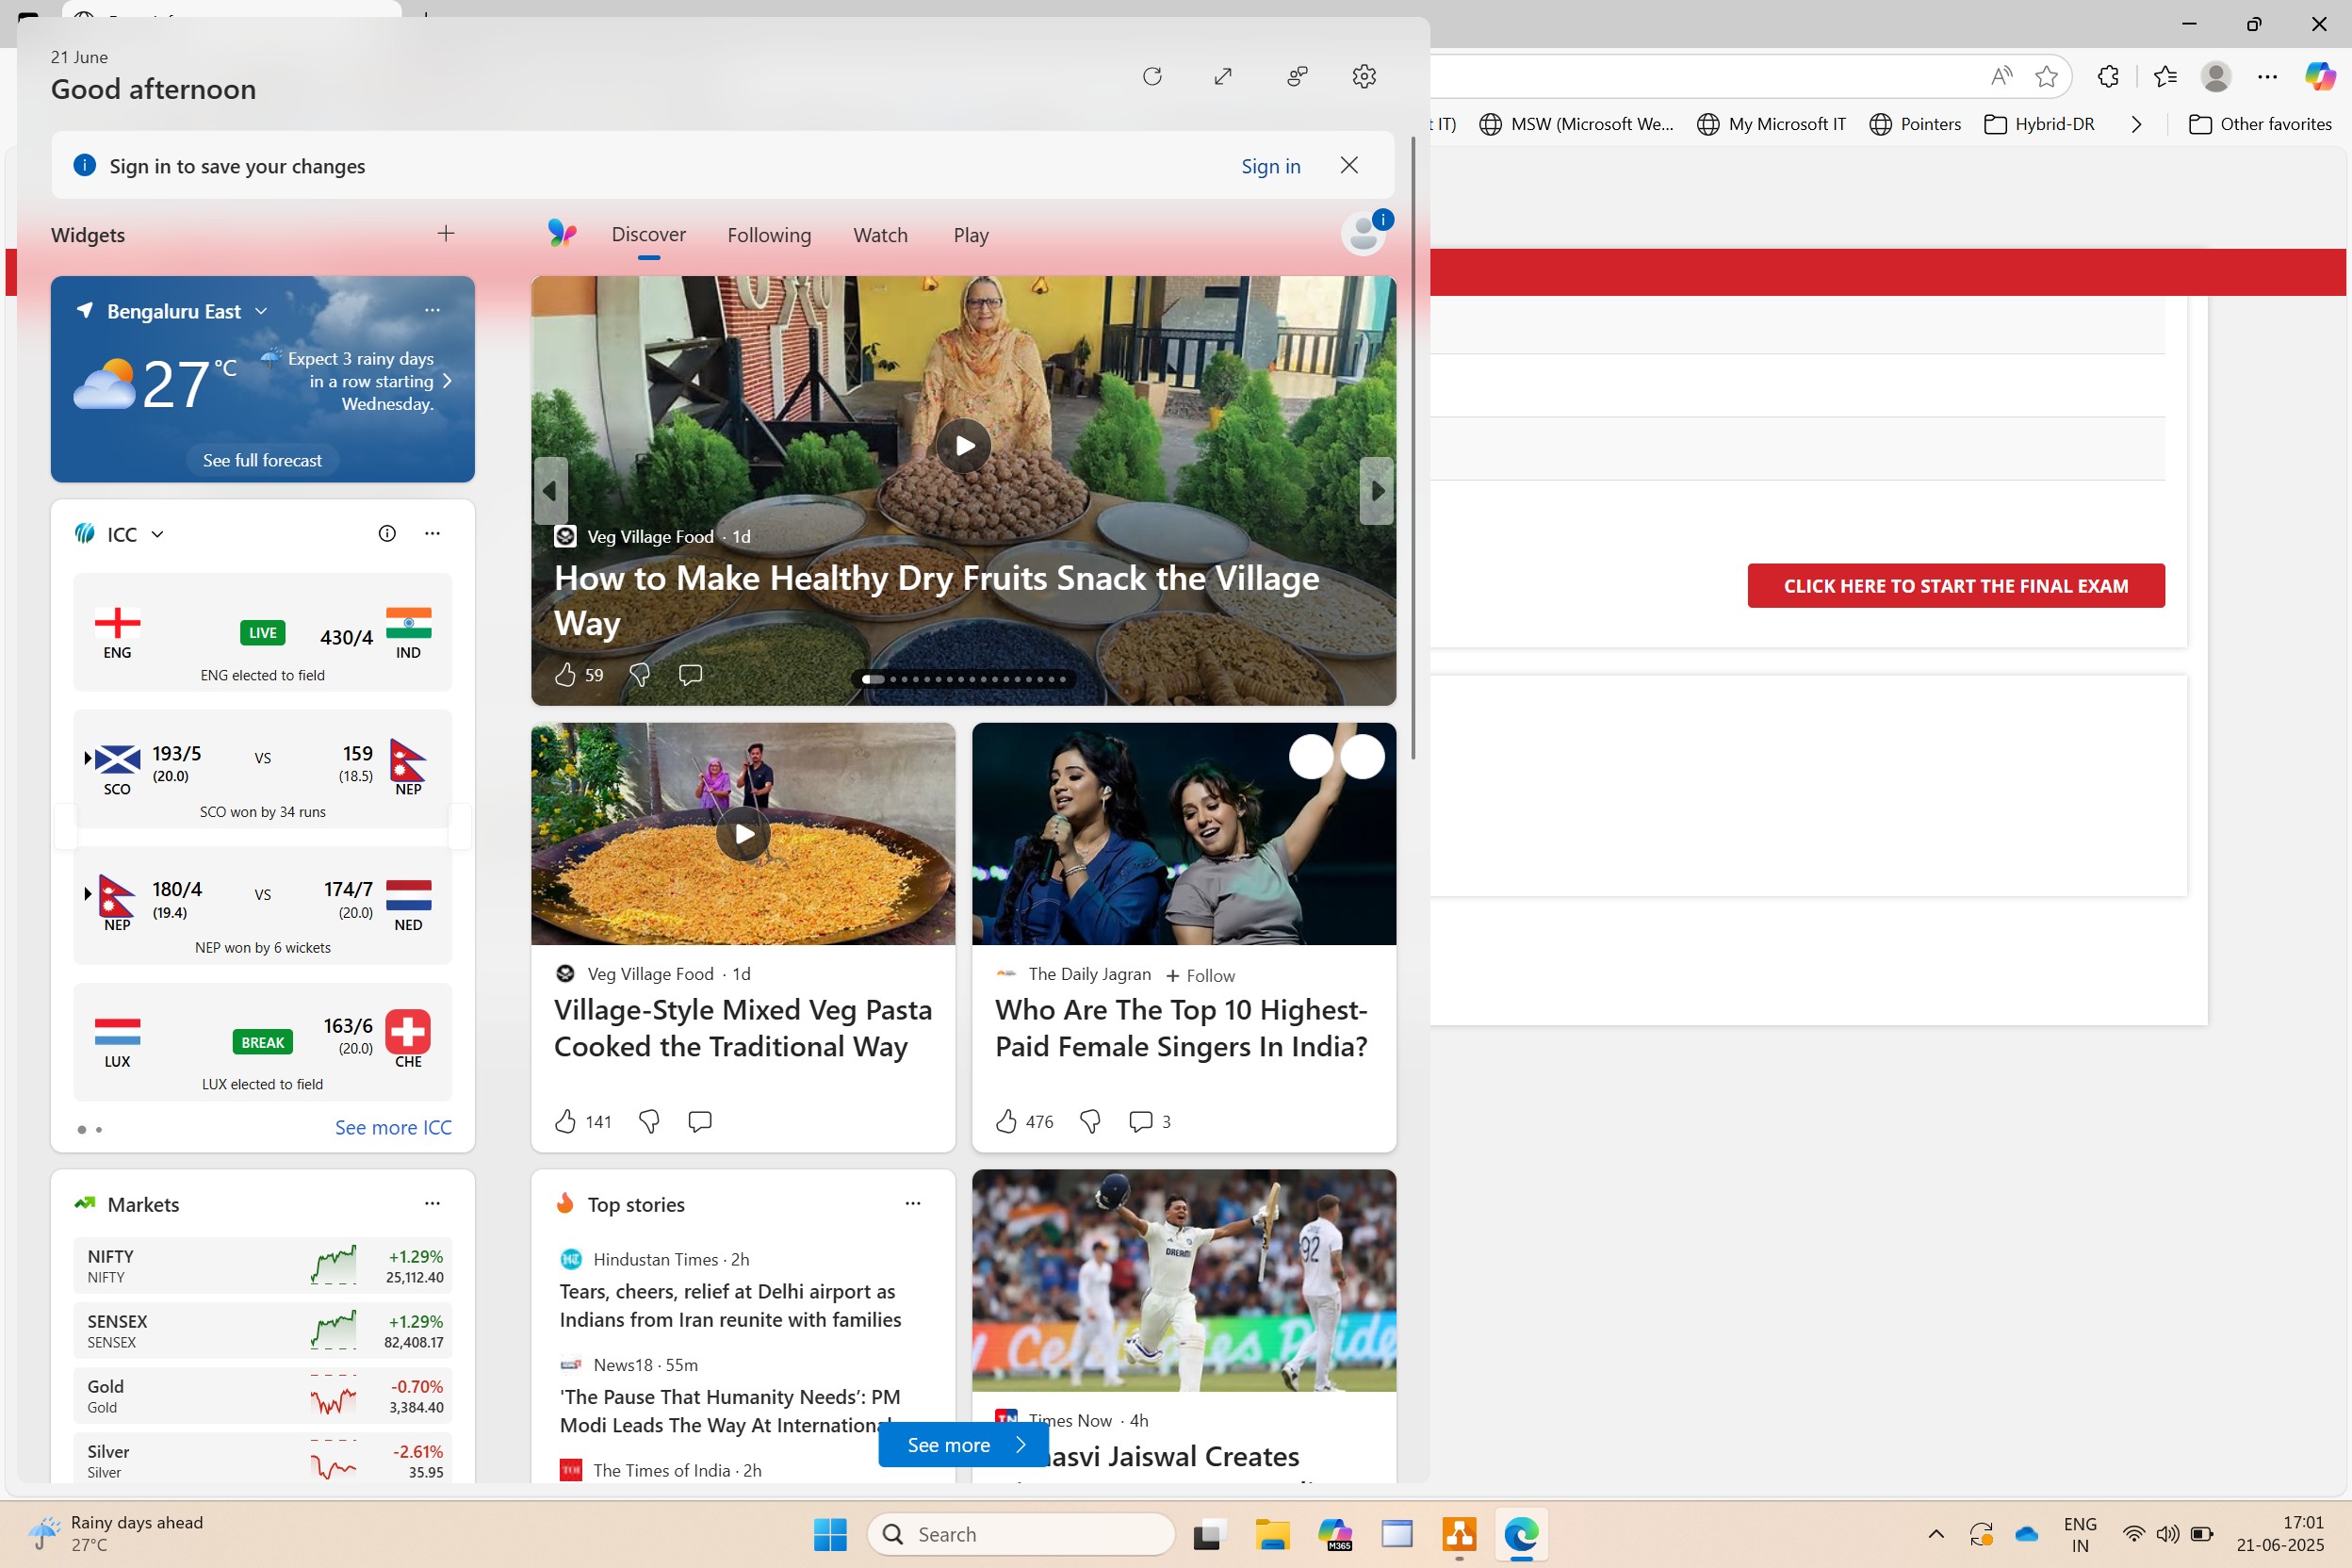 21 June
Good afternoon
Sign in to save your changes
Sign in
Widgets
Discover
Following
Watch
Play
Bengaluru East
27 °C
Expect 3 rainy days
in a row starting
Wednesday.
See full forecast
ICC
ENG
LIVE
430/4
IND
ENG elected to field
193/5
VS
159
(20.0)
(18.5)
SCO
NEP
SCO won by 34 runs
180/4
VS
174/7
(19.4)
(20.0)
NEP
NED
NEP won by 6 wickets
163/6
BREAK
(20.0)
LUX
CHE
LUX elected to field
See more ICC
Markets
NIFTY
+1.29%
NIFTY
25,112.40
SENSEX
+1.29%
SENSEX
82,408.17
Gold
-0.70%
Gold
3,384.40
Silver
-2.61%
Silver
35.95
Veg Village Food · 1d
How to Make Healthy Dry Fruits Snack the Village
Way
59
Veg Village Food · 1d
Village-Style Mixed Veg Pasta
Cooked the Traditional Way
141
The Daily Jagran
+ Follow
Who Are The Top 10 Highest-
Paid Female Singers In India?
476
3
Top stories
Hindustan Times · 2h
Tears, cheers, relief at Delhi airport as
Indians from Iran reunite with families
News18 · 55m
'The Pause That Humanity Needs': PM
Modi Leads The Way At International
The Times of India · 2h
See more
DREAM
92
Times Now · 4h
Jaiswal Creates
t IT)
MSW (Microsoft We...
My Microsoft IT
Pointers
Hybrid-DR
Other favorites
CLICK HERE TO START THE FINAL EXAM
Rainy days ahead
27°C
Search
M365
ENG
IN
17:01
21-06-2025